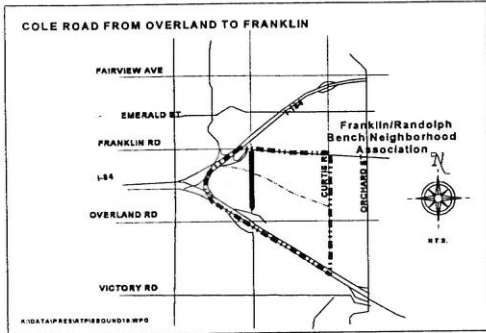 COLE ROAD FROM OVERLAND TO FRANKLIN
FAIRVIEW AVE
I-184
EMERALD ST.
FRANKLIN RD
Franklin/Randolph
Bench Neighborhood
Association
N
I-84
CURTIS RD
ORCHARD ST
OVERLAND RD
N.T.S.
VICTORY RD